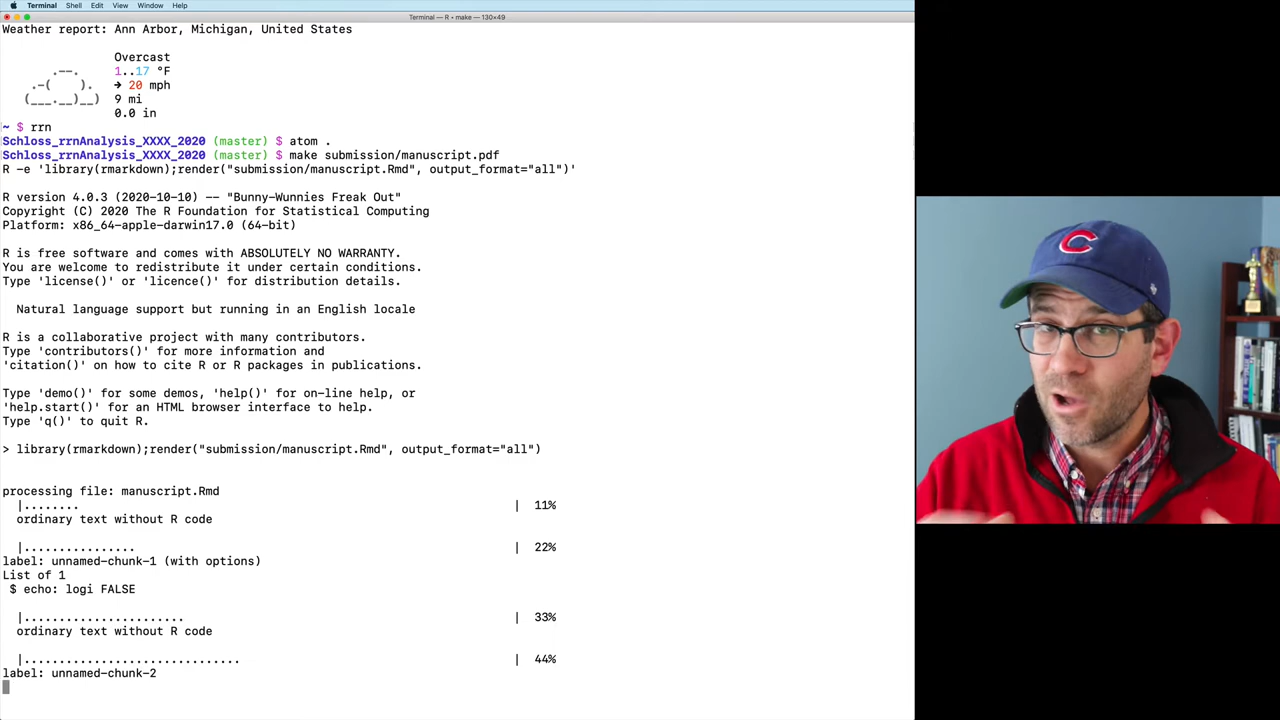 Terminal Shell Edit View Window Help
Terminal — R • make — 130×49
Weather report: Ann Arbor, Michigan, United States
Overcast
1..17 °F
→ 20 mph
9 mi
0.0 in
~ $ rrn
Schloss_rrnAnalysis_XXXX_2020 (master) $ atom .
Schloss_rrnAnalysis_XXXX_2020 (master) $ make submission/manuscript.pdf
R -e 'library(rmarkdown);render("submission/manuscript.Rmd", output_format="all")'
R version 4.0.3 (2020-10-10) -- "Bunny-Wunnies Freak Out"
Copyright (C) 2020 The R Foundation for Statistical Computing
Platform: x86_64-apple-darwin17.0 (64-bit)
R is free software and comes with ABSOLUTELY NO WARRANTY.
You are welcome to redistribute it under certain conditions.
Type 'license()' or 'licence()' for distribution details.
Natural language support but running in an English locale
R is a collaborative project with many contributors.
Type 'contributors()' for more information and
'citation()' on how to cite R or R packages in publications.
Type 'demo()' for some demos, 'help()' for on-line help, or
'help.start()' for an HTML browser interface to help.
Type 'q()' to quit R.
> library(rmarkdown);render("submission/manuscript.Rmd", output_format="all")
processing file: manuscript.Rmd
|........ | 11%
ordinary text without R code
|................ | 22%
label: unnamed-chunk-1 (with options)
List of 1
$ echo: logi FALSE
|....................... | 33%
ordinary text without R code
|............................... | 44%
label: unnamed-chunk-2
C